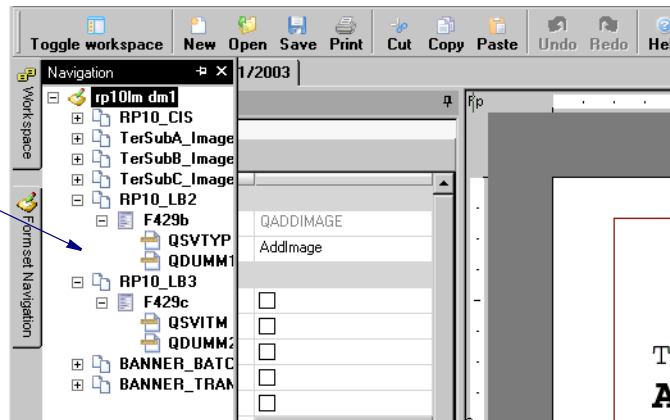 Toggle workspace New Open Save Print Cut Copy Paste Undo Redo Hel
Navigation
1/2003
Workspace
Formset Navigation
rp10lm dm1
RP10_CIS
TerSubA_Image
TerSubB_Image
TerSubC_Image
RP10_LB2
F429b
QSVTYP
QDUMM1
RP10_LB3
F429c
QSVITM
QDUMM2
BANNER_BATC
BANNER_TRAN
QADDIMAGE
AddImage
T
A